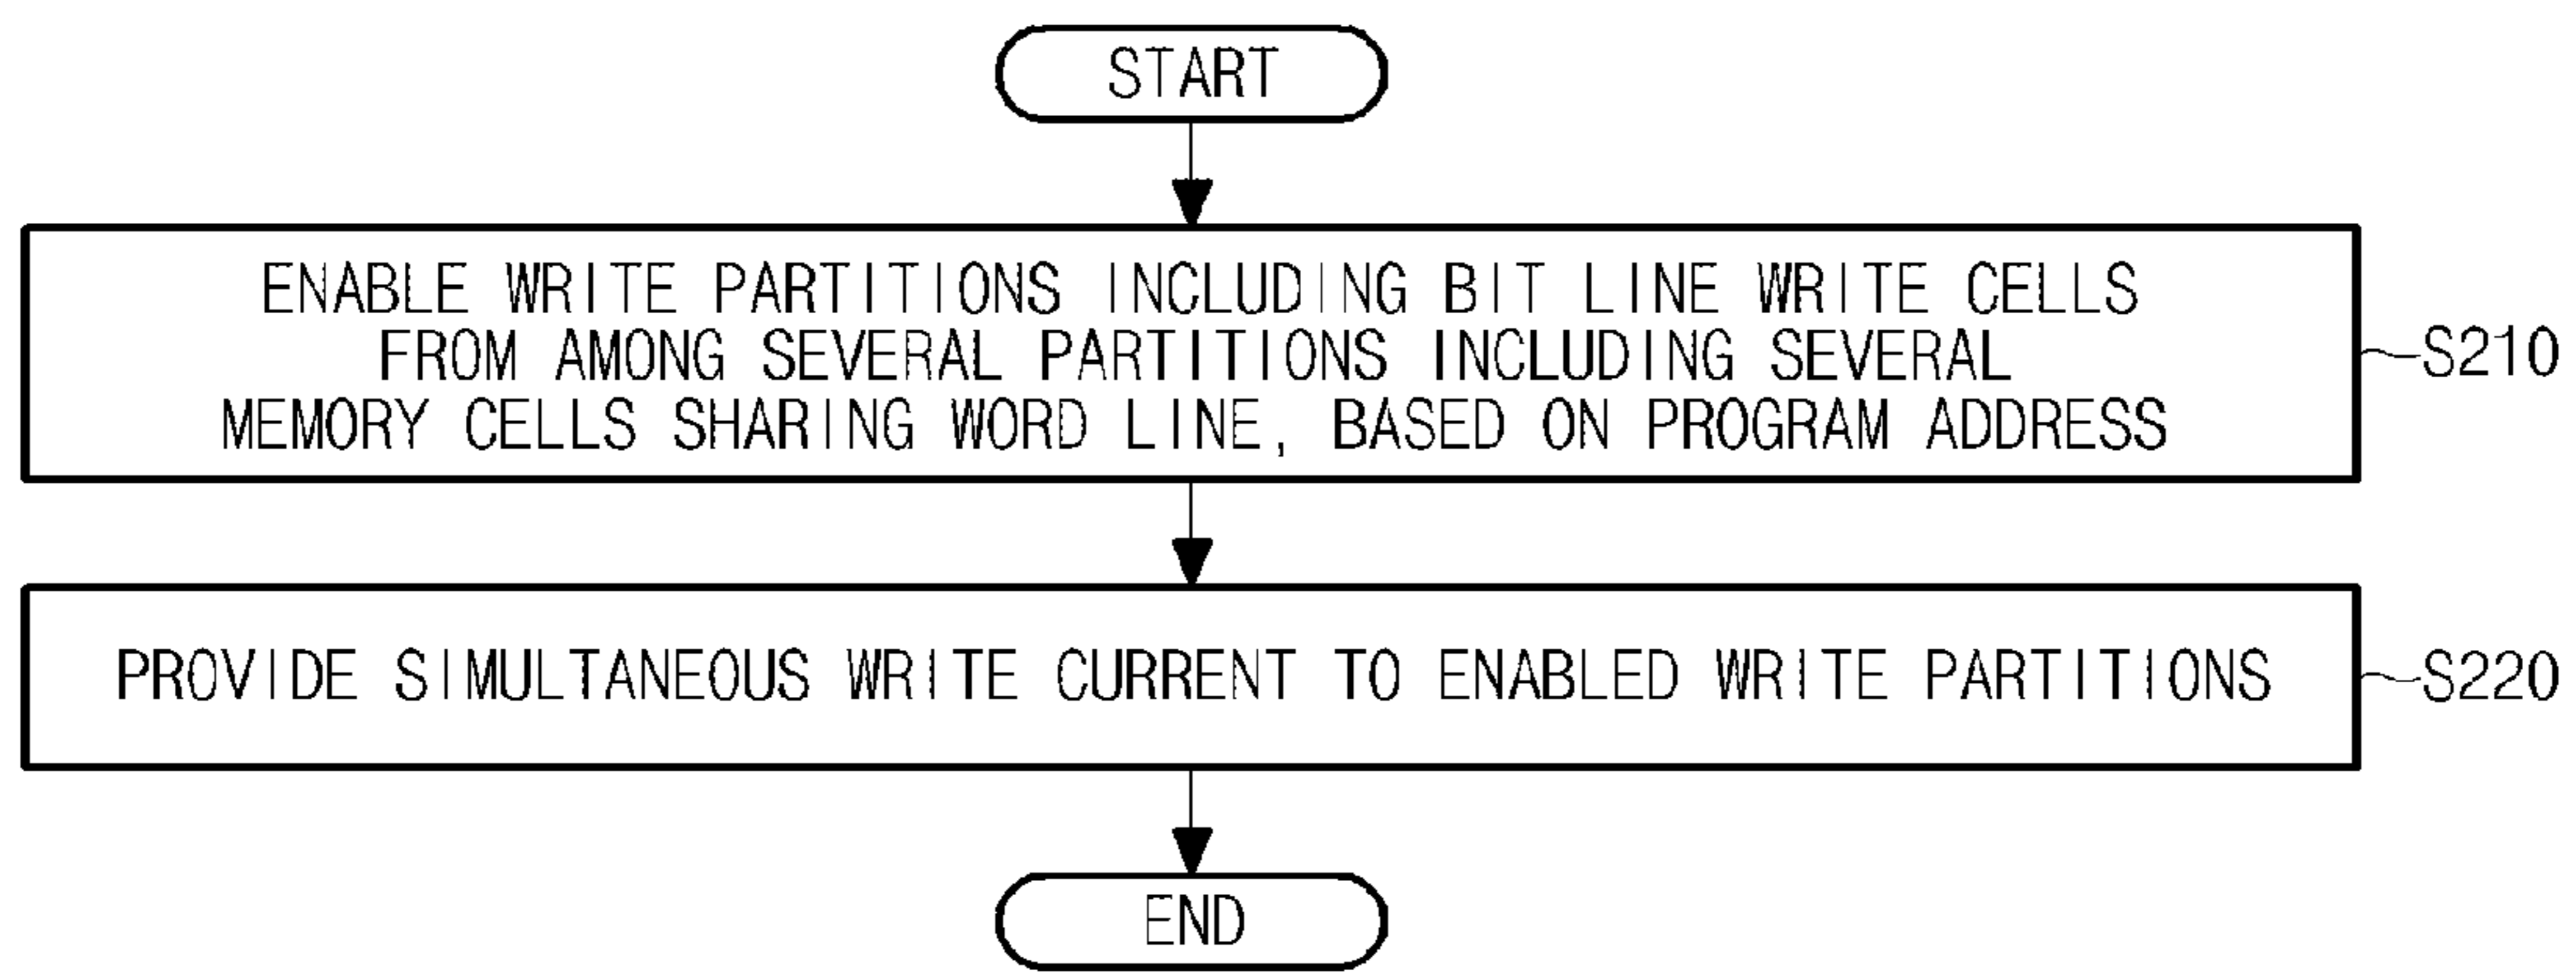 START
ENABLE WRITE PARTITIONS INCLUDING BIT LINE WRITE CELLS
FROM AMONG SEVERAL PARTITIONS INCLUDING SEVERAL
MEMORY CELLS SHARING WORD LINE, BASED ON PROGRAM ADDRESS
S210
PROVIDE SIMULTANEOUS WRITE CURRENT TO ENABLED WRITE PARTITIONS
S220
END